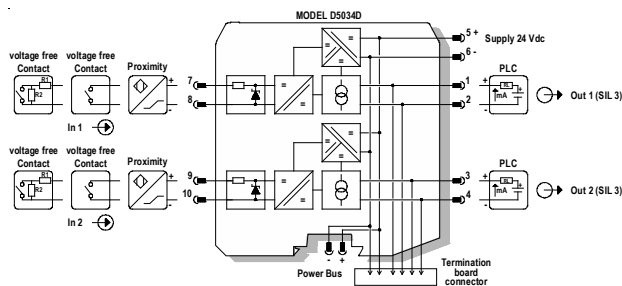 MODEL D5034D
5 +
Supply 24 Vdc
6 -
voltage free
Contact
voltage free
Contact
Proximity
R1
R2
+
-
7
8
In 1
=
=
=
=
1
2
+
-
PLC
RL
mA
+
Out 1 (SIL 3)
voltage free
Contact
voltage free
Contact
Proximity
R1
R2
+
-
9
10
In 2
=
=
=
=
3
4
+
-
PLC
RL
mA
+
Out 2 (SIL 3)
- +
Power Bus
Termination
board
connector